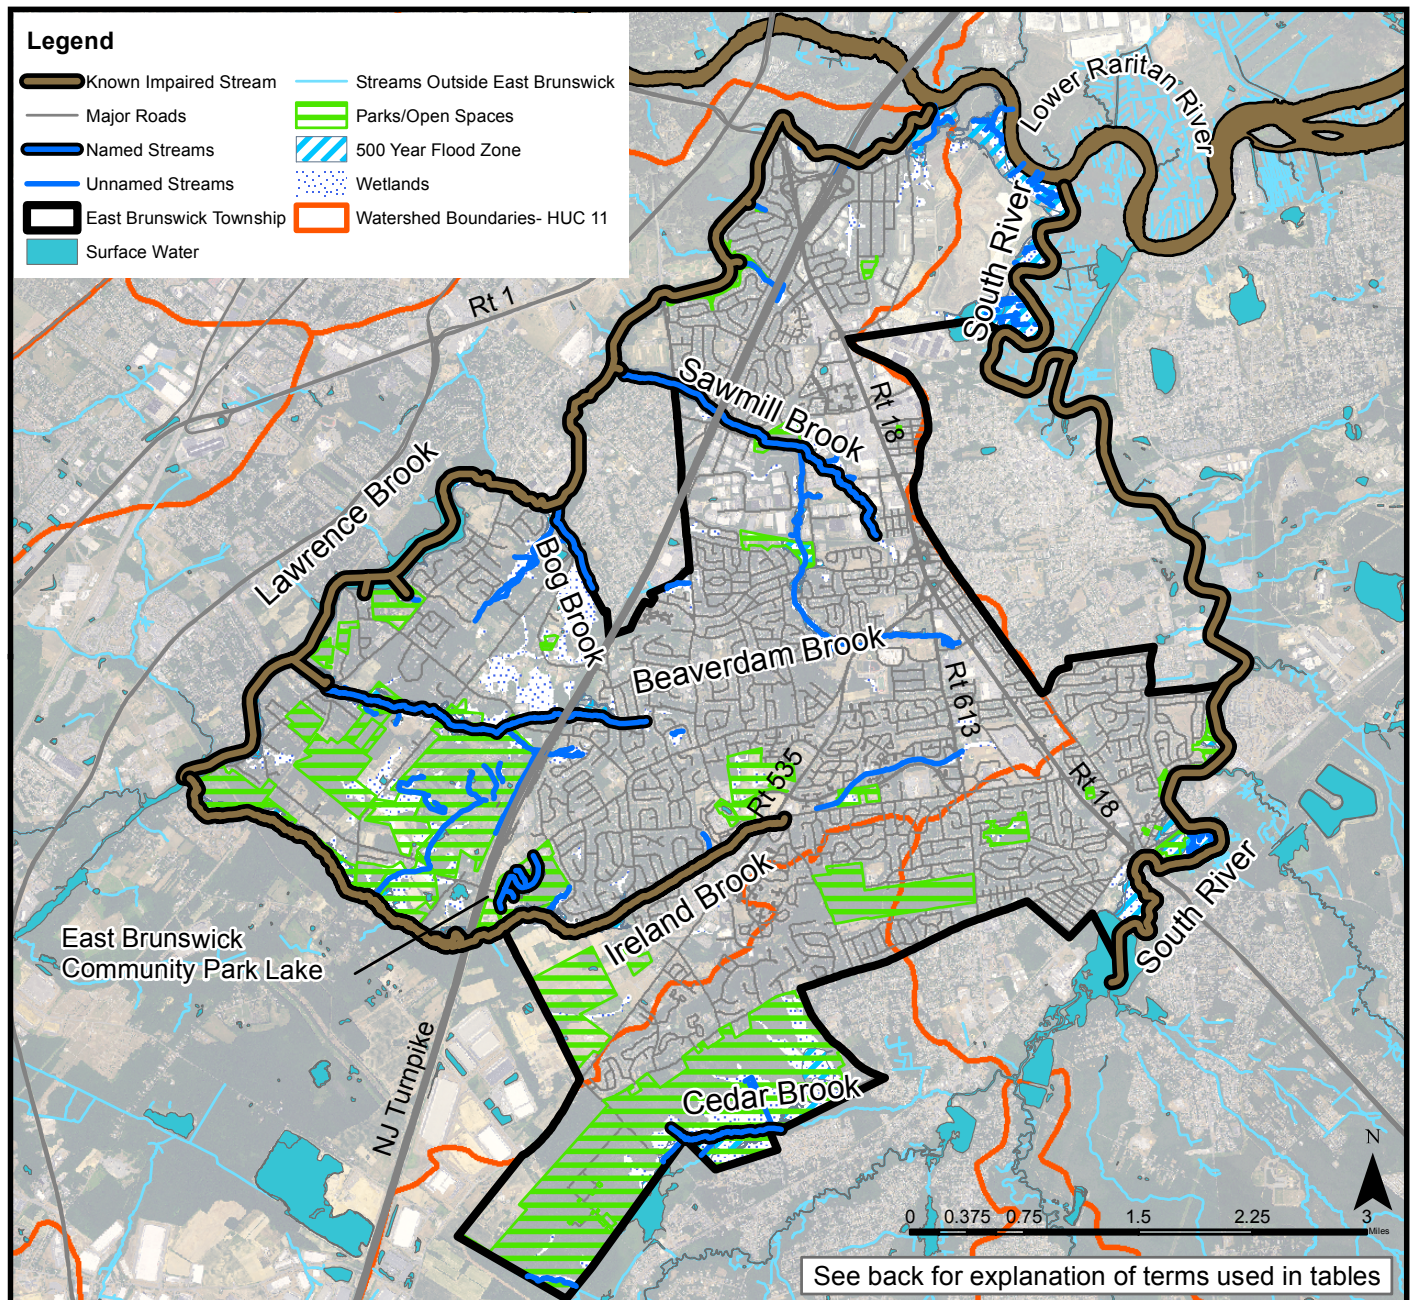 Legend
Known Impaired Stream
Major Roads
Named Streams
Unnamed Streams
East Brunswick Township
Surface Water
Streams Outside East Brunswick
Parks/Open Spaces
500 Year Flood Zone
Wetlands
Watershed Boundaries- HUC 11
Lower Raritan River
South River
Rt 1
Sawmill Brook
Rt 18
Lawrence Brook
Bog Brook
Beaverdam Brook
Rt 613
Rt 535
Rt 18
Ireland Brook
South River
East Brunswick
Community Park Lake
NJ Turnpike
Cedar Brook
N
0 0.375 0.75 1.5 2.25 3
Miles
See back for explanation of terms used in tables